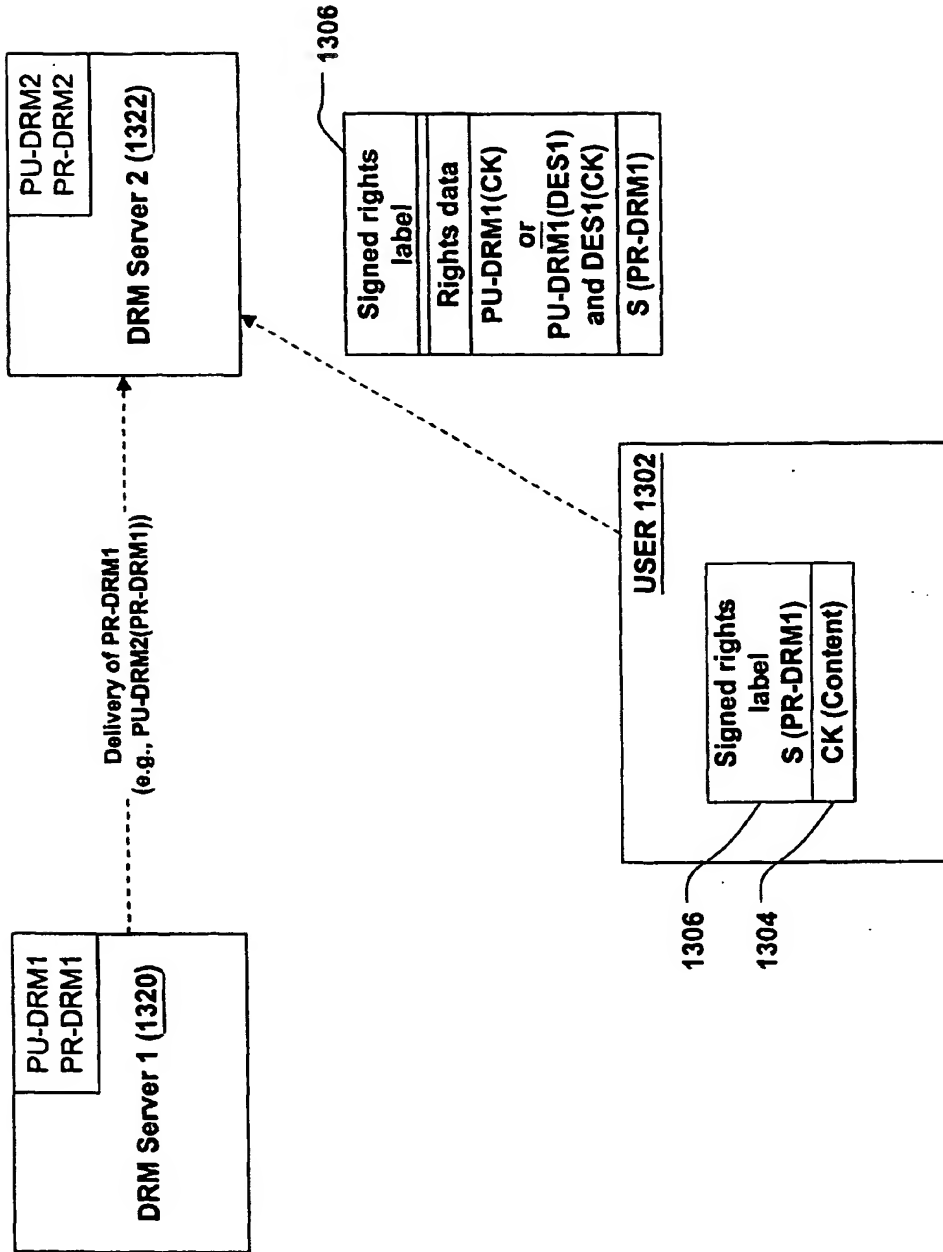 PU-DRM1
PR-DRM1
DRM Server 1 (1320)
Delivery of PR-DRM1
(e.g., PU-DRM2(PR-DRM1))
PU-DRM2
PR-DRM2
DRM Server 2 (1322)
USER 1302
Signed rights
label
S (PR-DRM1)
CK (Content)
1306
1304
Signed rights
label
Rights data
PU-DRM1(CK)
or
PU-DRM1(DES1)
and DES1(CK)
S (PR-DRM1)
1306